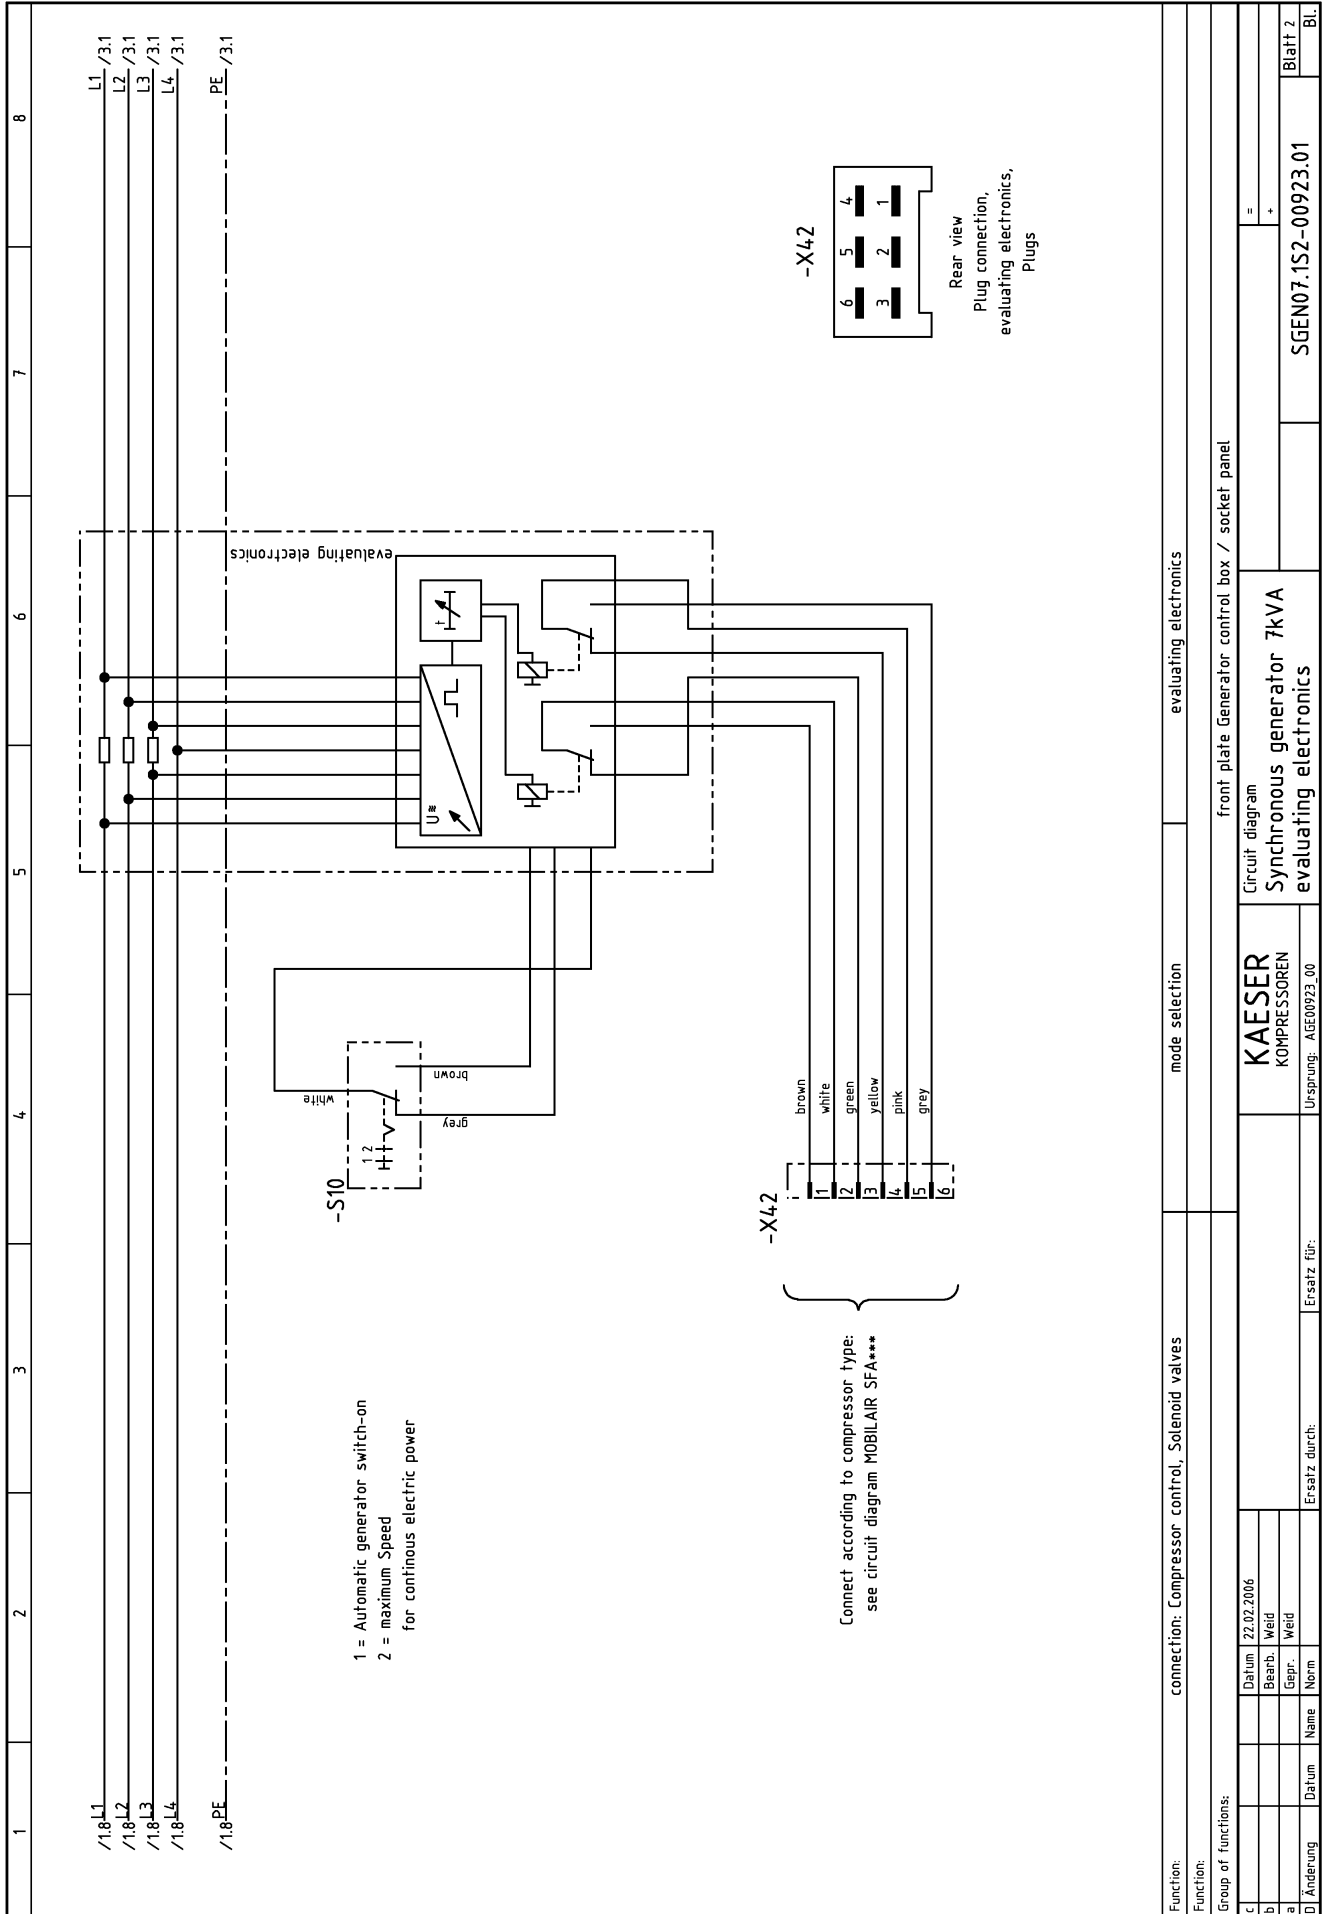 1
2
3
4
5
6
7
8
/1.8 L1
/1.8 L2
/1.8 L3
/1.8 L4
/1.8 PE
L1 /3.1
L2 /3.1
L3 /3.1
L4 /3.1
PE /3.1
evaluating electronics
U
t
-S10
1 2
white
brown
grey
1 = Automatic generator switch-on
2 = maximum Speed
for continous electric power
-X42
brown
white
green
yellow
pink
grey
1
2
3
4
5
6
Connect according to compressor type:
see circuit diagram MOBILAIR SFA***
-X42
6 5 4
3 2 1
Rear view
Plug connection,
evaluating electronics,
Plugs
Function:
connection: Compressor control, Solenoid valves
mode selection
evaluating electronics
Function:
Group of functions:
front plate Generator control box / socket panel
c
b
a
D Änderung
Datum
Name
Datum 22.02.2006
Bearb. Weid
Gepr. Weid
Norm
Ersatz durch:
Ersatz für:
KAESER
KOMPRESSOREN
Ursprung: AGE00923_00
Circuit diagram
Synchronous generator 7kVA
evaluating electronics
=
+
SGEN07.1S2-00923.01
Blatt 2
Bl.